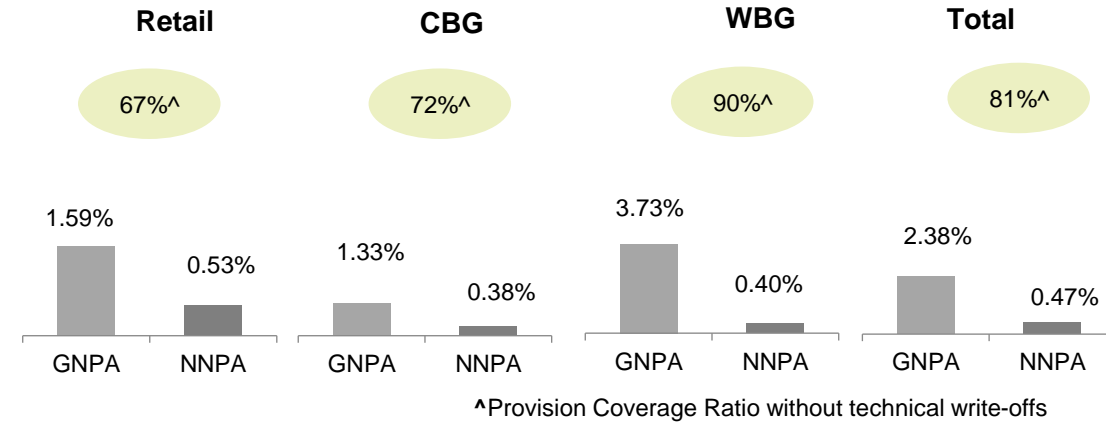 Retail CBG WBG Total
67%^ 72%^ 90%^ 81%^
1.59% 0.53% 1.33% 0.38% 3.73% 0.40% 2.38% 0.47%
GNPA NNPA GNPA NNPA GNPA NNPA GNPA NNPA
^Provision Coverage Ratio without technical write-offs